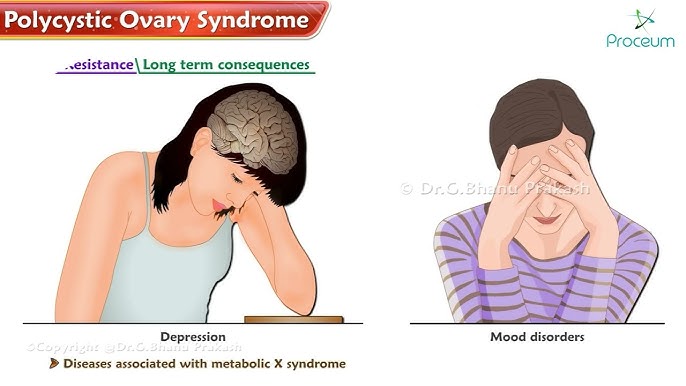 Polycystic Ovary Syndrome
Proceum
Resistance\Long term consequences
© Dr.G.Bhanu Prakash
Depression
Mood disorders
©Copyright @Dr.G.Bhanu Prakash
Diseases associated with metabolic X syndrome